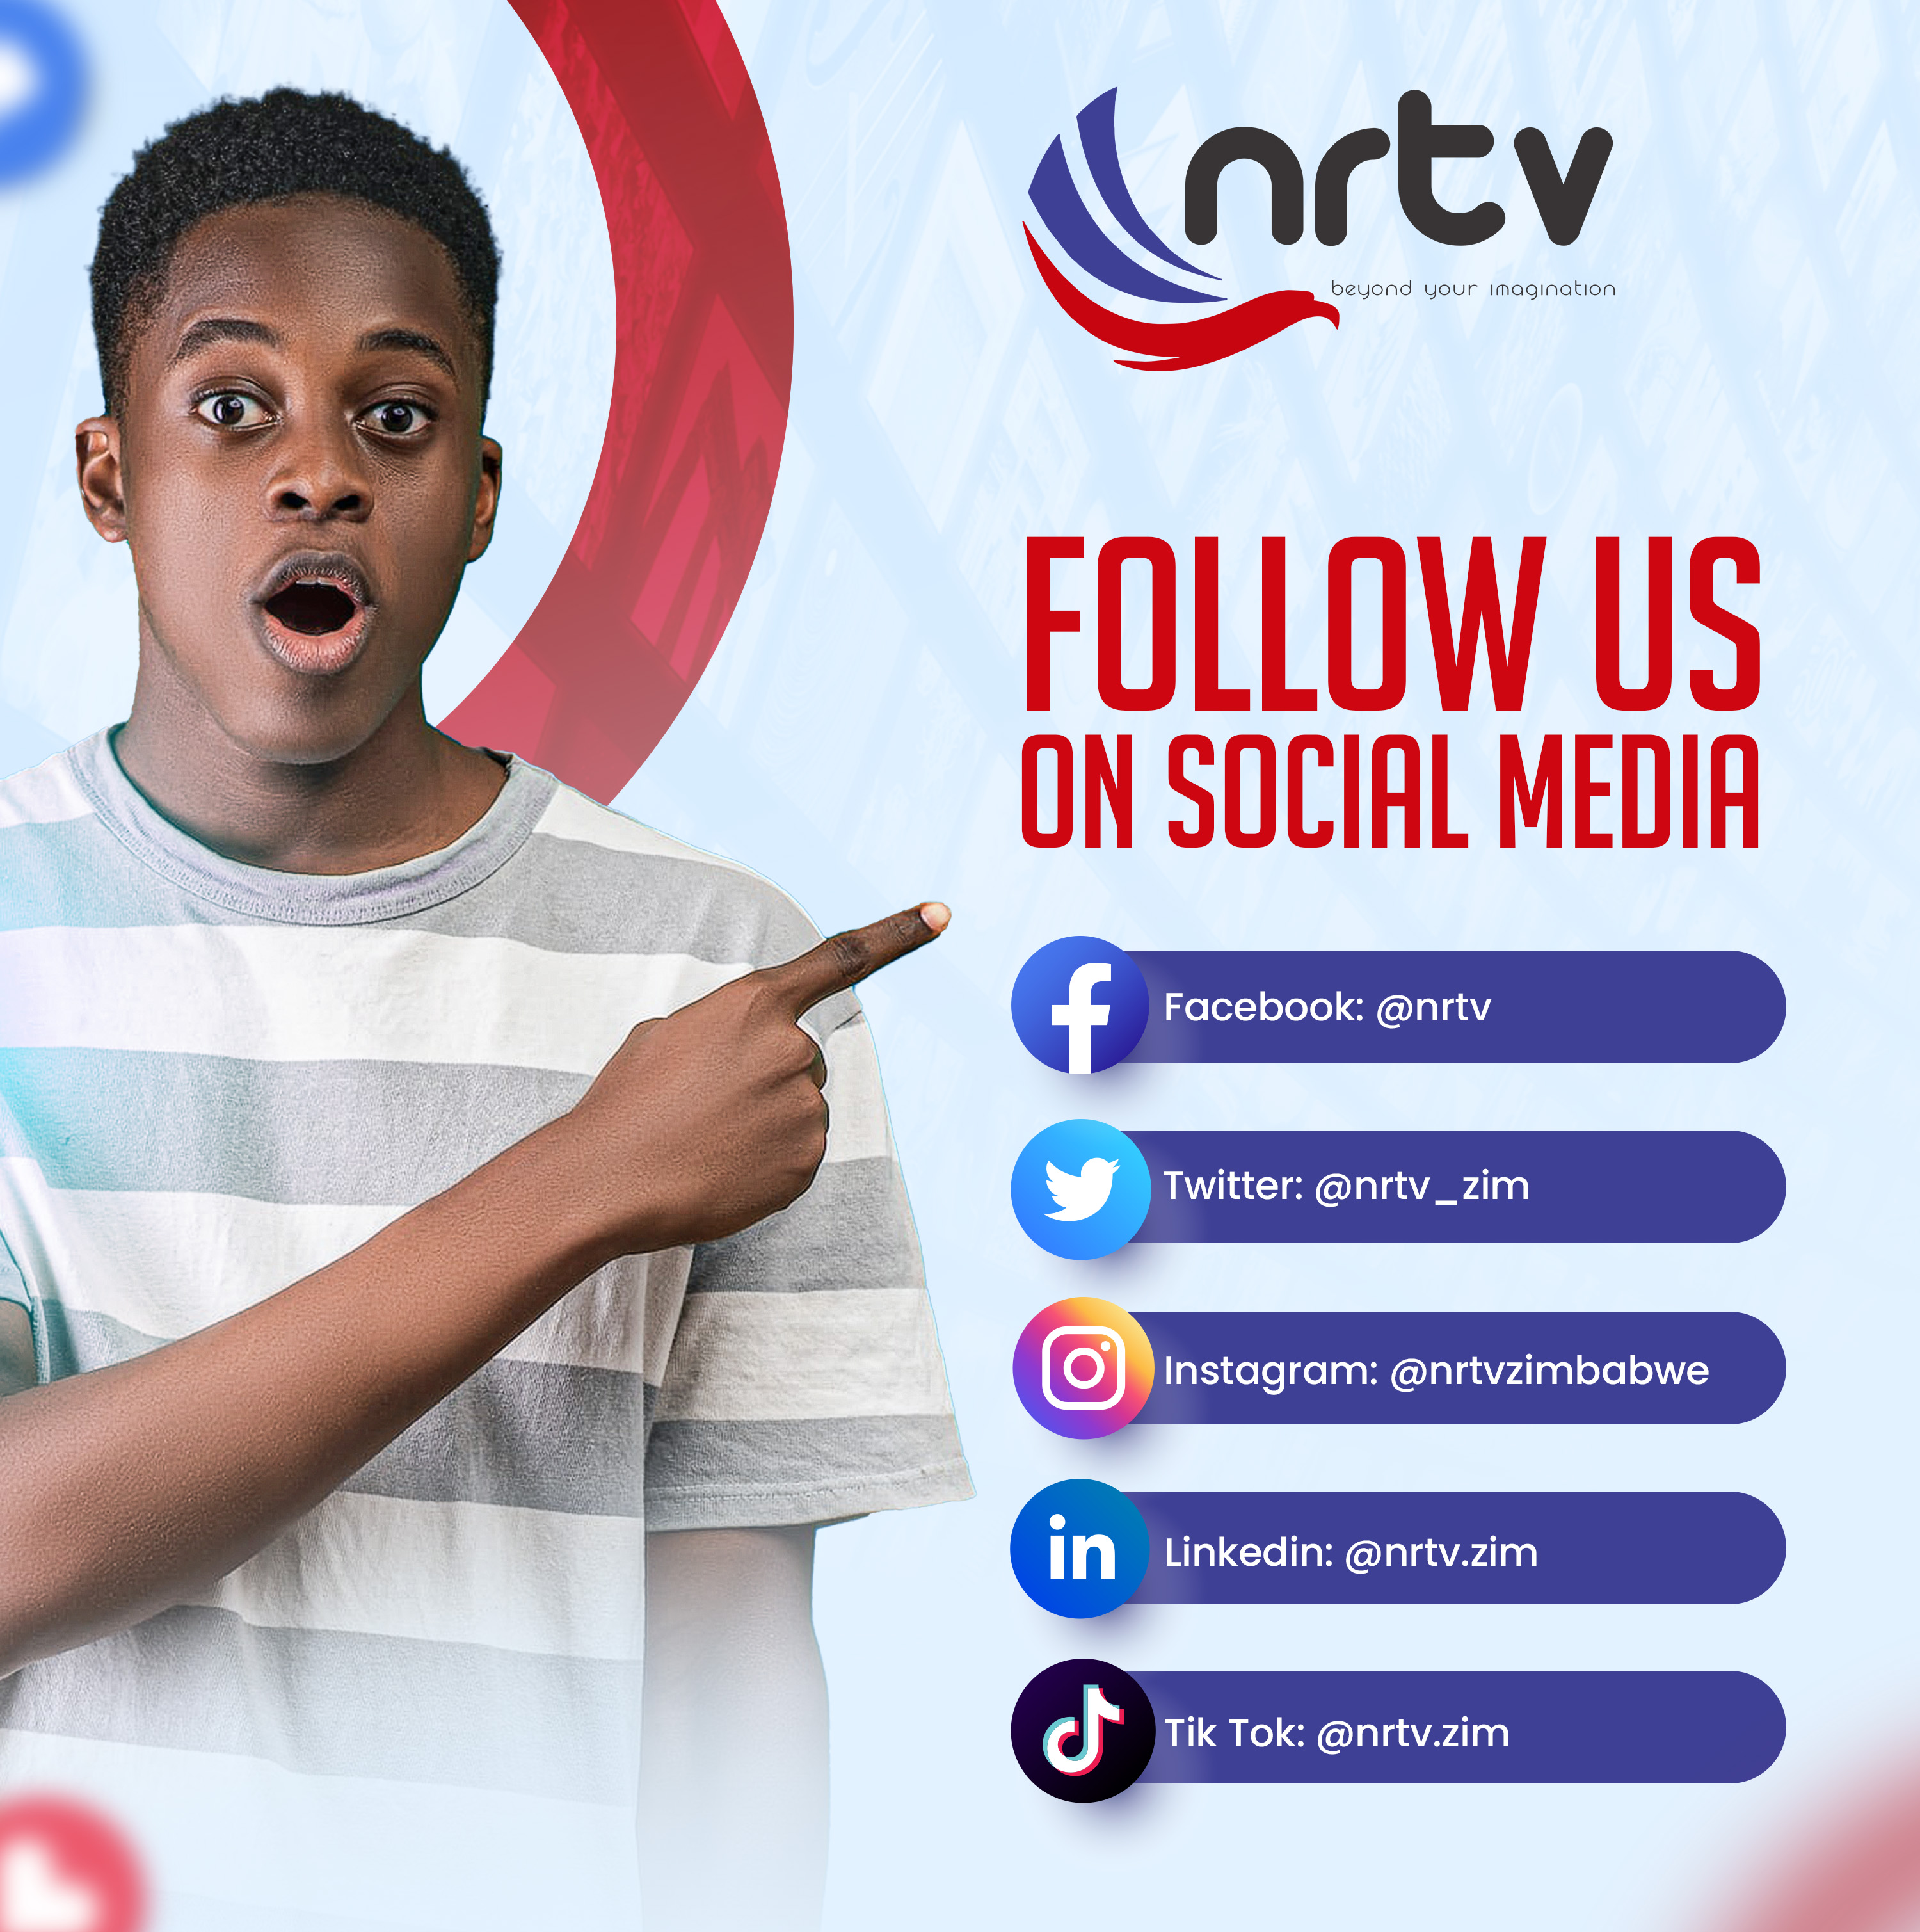 nrtv
beyond your imagination
FOLLOW US
ON SOCIAL MEDIA
Facebook: @nrtv
Twitter: @nrtv_zim
in
Instagram: @nrtvzimbabwe
Linkedin: @nrtv.zim
Tik Tok: @nrtv.zim